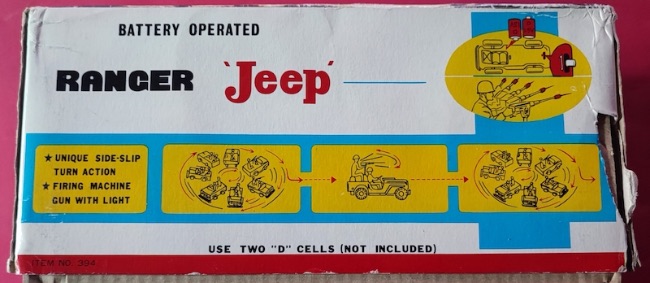 BATTERY OPERATED
RANGER 'Jeep'
★ UNIQUE SIDE-SLIP
TURN ACTION
★ FIRING MACHINE
GUN WITH LIGHT
USE TWO "D" CELLS (NOT INCLUDED)
ITEM NO. 394